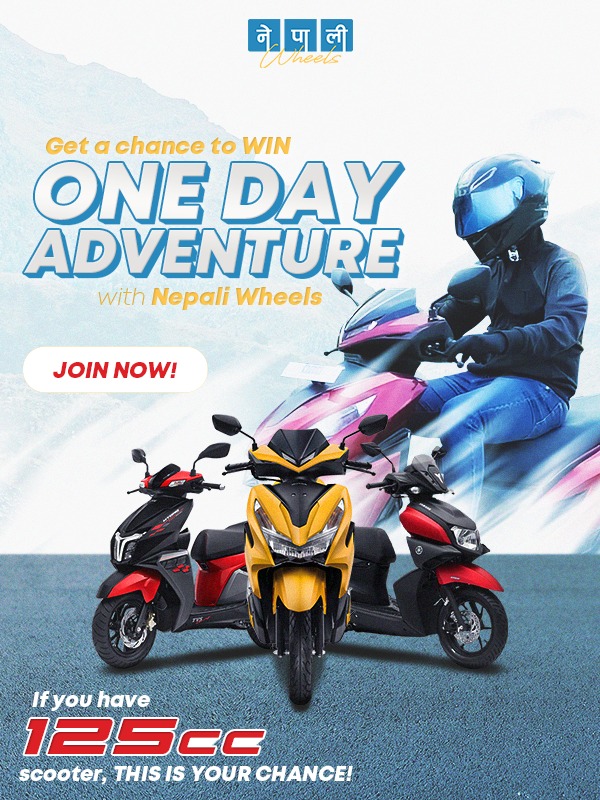 ने पा ली
Wheels
Get a chance to WIN
ONE DAY
ADVENTURE
with Nepali Wheels
JOIN NOW!
If you have
125cc
scooter, THIS IS YOUR CHANCE!